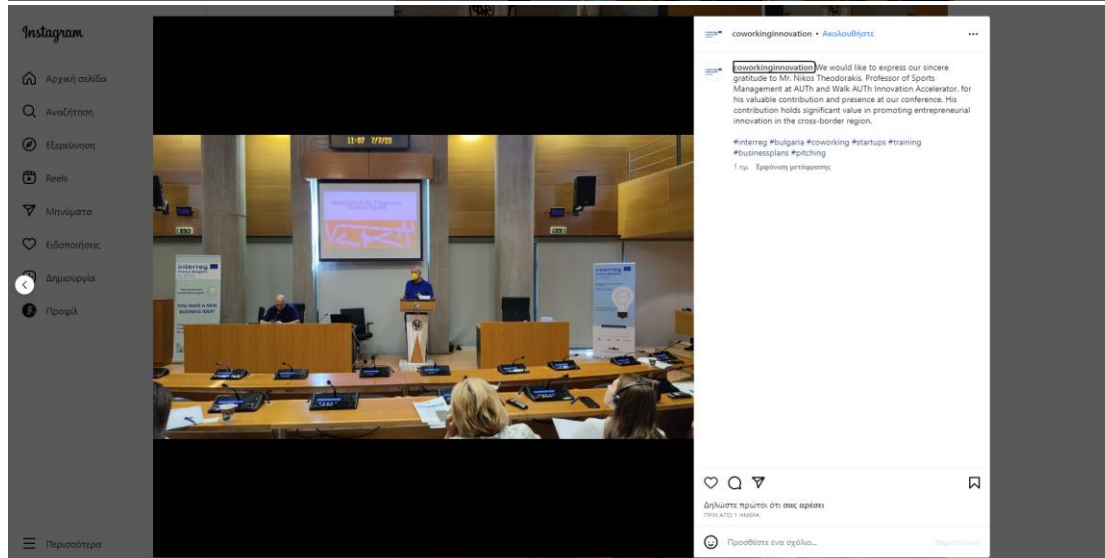 Instagram
Αρχική σελίδα
Αναζήτηση
Εξερεύνηση
Reels
Μηνύματα
Ειδοποιήσεις
Δημιουργία
Προφίλ
Περισσότερα
11:07 7/7/23
Interreg
YOU HAVE A NEW
BUSINESS IDEA?
Interreg
coworkinginnovation • Ακολουθήστε
coworkinginnovation We would like to express our sincere
gratitude to Mr. Nikos Theodorakis, Professor of Sports
Management at AUTh and Walk AUTh Innovation Accelerator, for
his valuable contribution and presence at our conference. His
contribution holds significant value in promoting entrepreneurial
innovation in the cross-border region.
#interreg #bulgaria #coworking #startups #training
#businessplans #pitching
1 ημ. Εμφάνιση μετάφρασης
Δηλώστε πρώτοι ότι σας αρέσει
ΠΡΙΝ ΑΠΟ 1 ΗΜΕΡΑ
Προσθέστε ένα σχόλιο...
Δημοσίευση